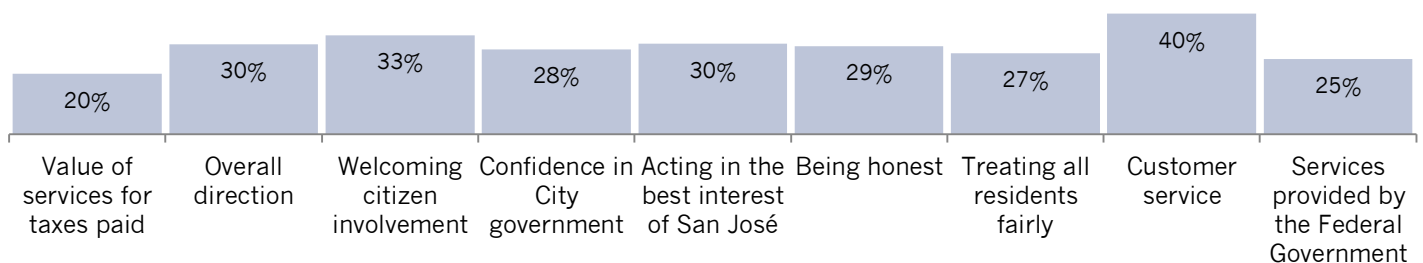 20%
30%
33%
28%
30%
29%
27%
40%
25%
Value of
services for
taxes paid
Overall
direction
Welcoming
citizen
involvement
Confidence in
City
government
Acting in the
best interest
of San José
Being honest
Treating all
residents
fairly
Customer
service
Services
provided by
the Federal
Government